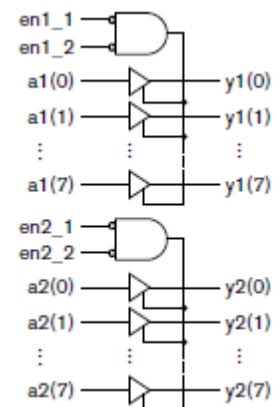 en1_1
en1_2
a1(0) y1(0)
a1(1) y1(1)
⋮ ⋮ ⋮
a1(7) y1(7)
en2_1
en2_2
a2(0) y2(0)
a2(1) y2(1)
⋮ ⋮ ⋮
a2(7) y2(7)